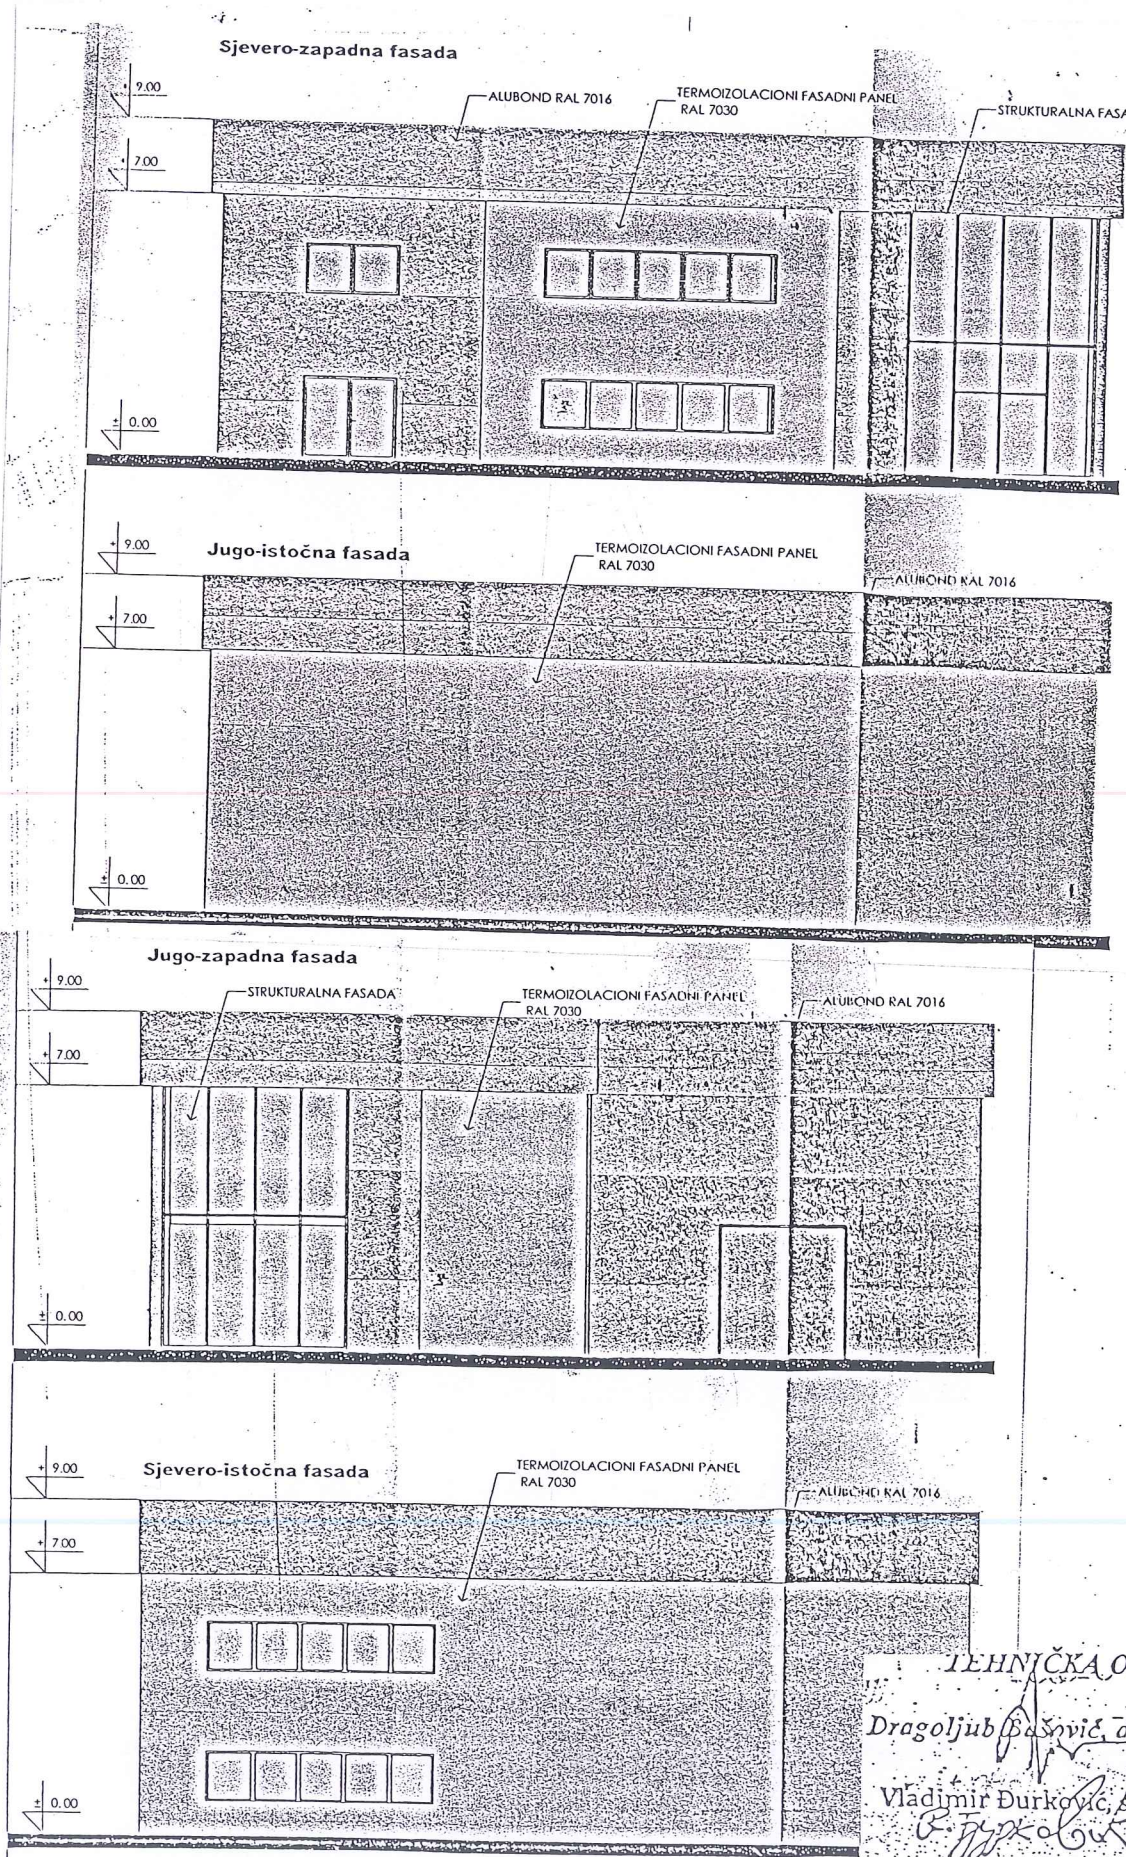 Sjevero-zapadna fasada
+ 9.00
ALUBOND RAL 7016
TERMOIZOLACIONI FASADNI PANEL
RAL 7030
STRUKTURALNA FASA
+ 7.00
± 0.00
+ 9.00
Jugo-istočna fasada
TERMOIZOLACIONI FASADNI PANEL
RAL 7030
ALUBOND RAL 7016
+ 7.00
± 0.00
Jugo-zapadna fasada
+ 9.00
STRUKTURALNA FASADA
TERMOIZOLACIONI FASADNI PANEL
RAL 7030
ALUBOND RAL 7016
+ 7.00
± 0.00
+ 9.00
Sjevero-istočna fasada
TERMOIZOLACIONI FASADNI PANEL
RAL 7030
ALUBOND RAL 7016
+ 7.00
± 0.00
TEHNIČKA O
Dragoljub
Vladimir Đurković,